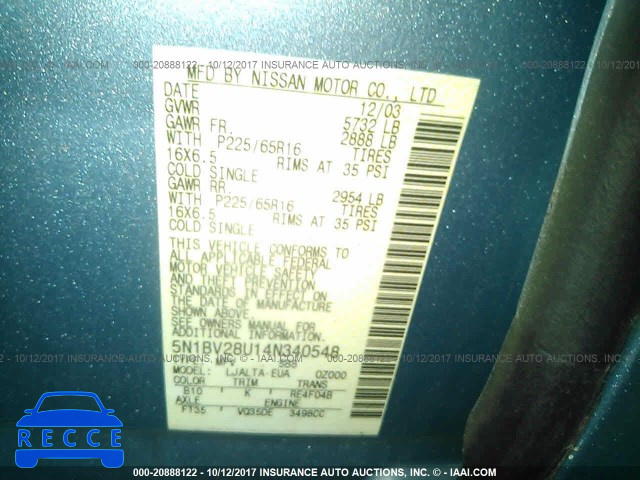 000-20888122 - 10/12/2017 INSURANCE AUTO AUCTIONS, INC. © - IAAI.COM
MFD BY NISSAN MOTOR CO., LTD
DATE 12/03
GVWR 5732 LB
GAWR FR. 2888 LB
WITH P225/65R16 TIRES
16X6.5 RIMS AT 35 PSI
COLD SINGLE
GAWR RR. 2954 LB
WITH P225/65R16 TIRES
16X6.5 RIMS AT 35 PSI
COLD SINGLE
THIS VEHICLE CONFORMS TO
ALL APPLICABLE FEDERAL
MOTOR VEHICLE SAFETY
AND THEFT PREVENTION
STANDARDS IN EFFECT ON
THE DATE OF MANUFACTURE
SHOWN ABOVE.
SEE OWNERS MANUAL FOR
ADDITIONAL INFORMATION
5N1BV28U14N340548
988
MODEL: LJALTA-EUA 0Z000
COLOR TRIM TRANS
B10 K RE4F04B
AXLE ENGINE
FT35 VQ35DE 3498CC
RECCE
000-20888122 - 10/12/2017 INSURANCE AUTO AUCTIONS, INC. © - IAAI.COM